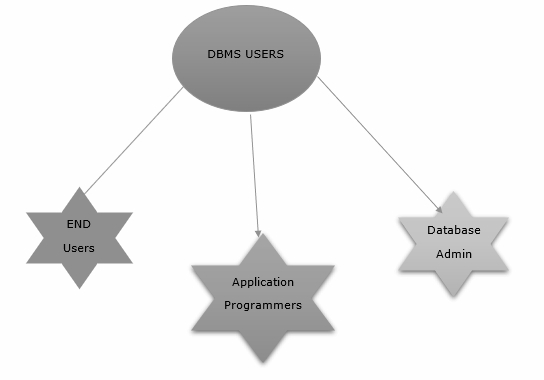 DBMS USERS
END
Users
Application
Programmers
Database
Admin